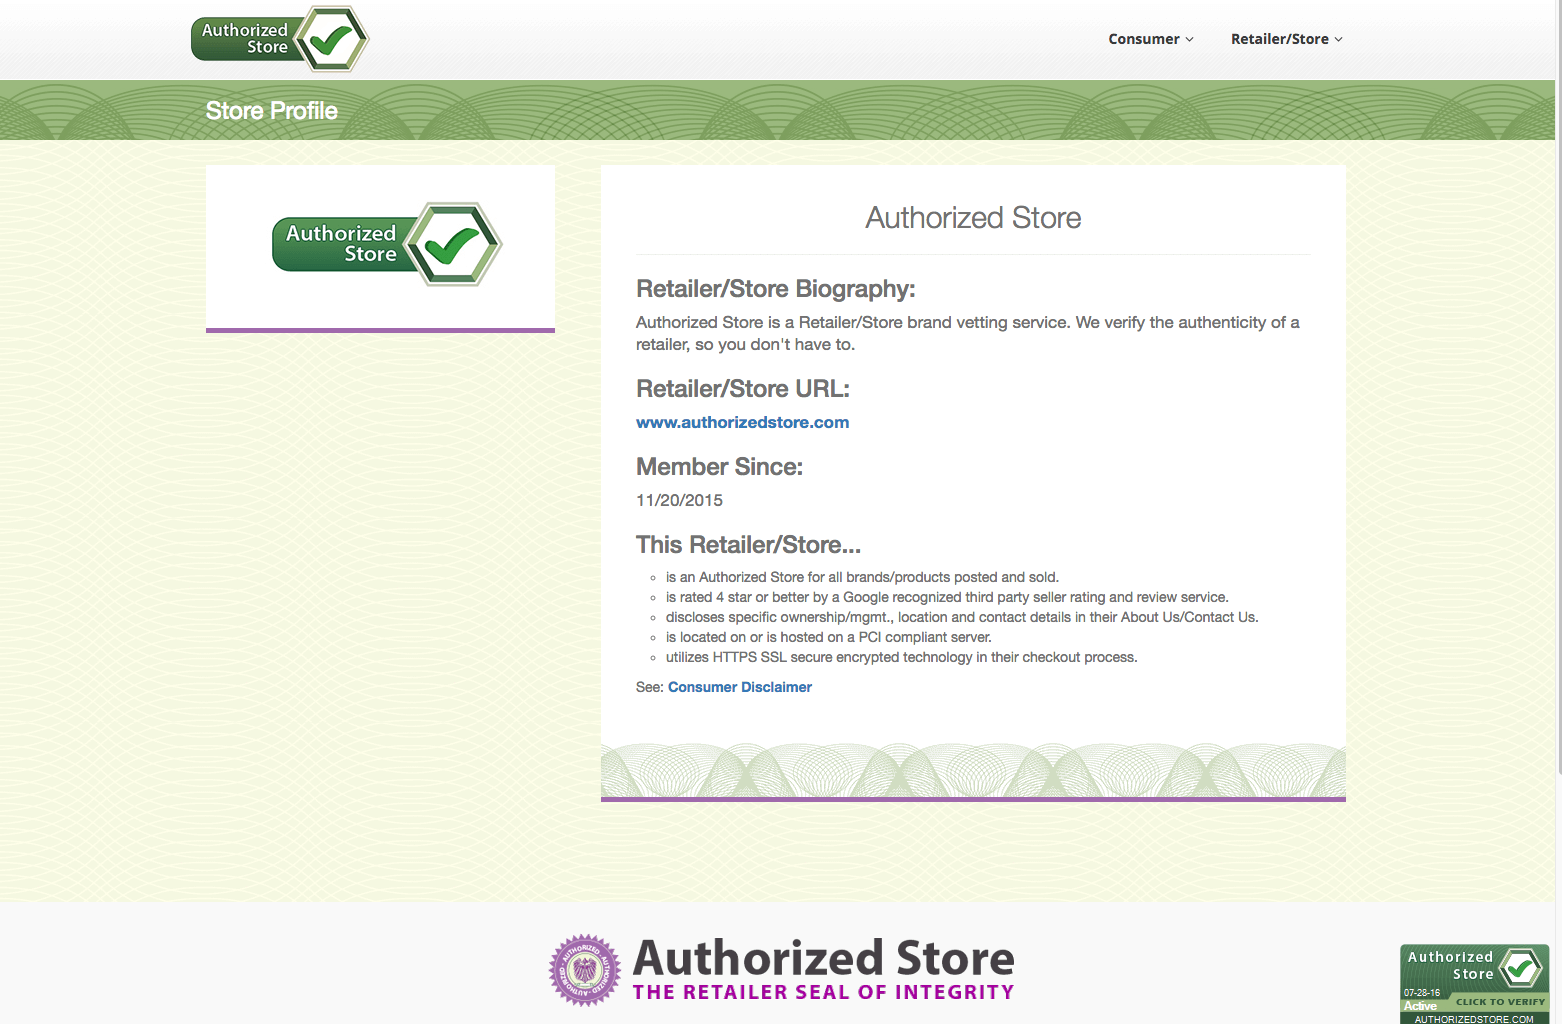 Authorized
Store
Consumer
Retailer/Store
Store Profile
Authorized
Store
Authorized Store
Retailer/Store Biography:
Authorized Store is a Retailer/Store brand vetting service. We verify the authenticity of a
retailer, so you don't have to.
Retailer/Store URL:
www.authorizedstore.com
Member Since:
11/20/2015
This Retailer/Store...
is an Authorized Store for all brands/products posted and sold.
is rated 4 star or better by a Google recognized third party seller rating and review service.
discloses specific ownership/mgmt., location and contact details in their About Us/Contact Us.
is located on or is hosted on a PCI compliant server.
utilizes HTTPS SSL secure encrypted technology in their checkout process.
See: Consumer Disclaimer
Authorized Store
THE RETAILER SEAL OF INTEGRITY
Authorized
Store
07-28-16
Active
CLICK TO VERIFY
AUTHORIZEDSTORE.COM